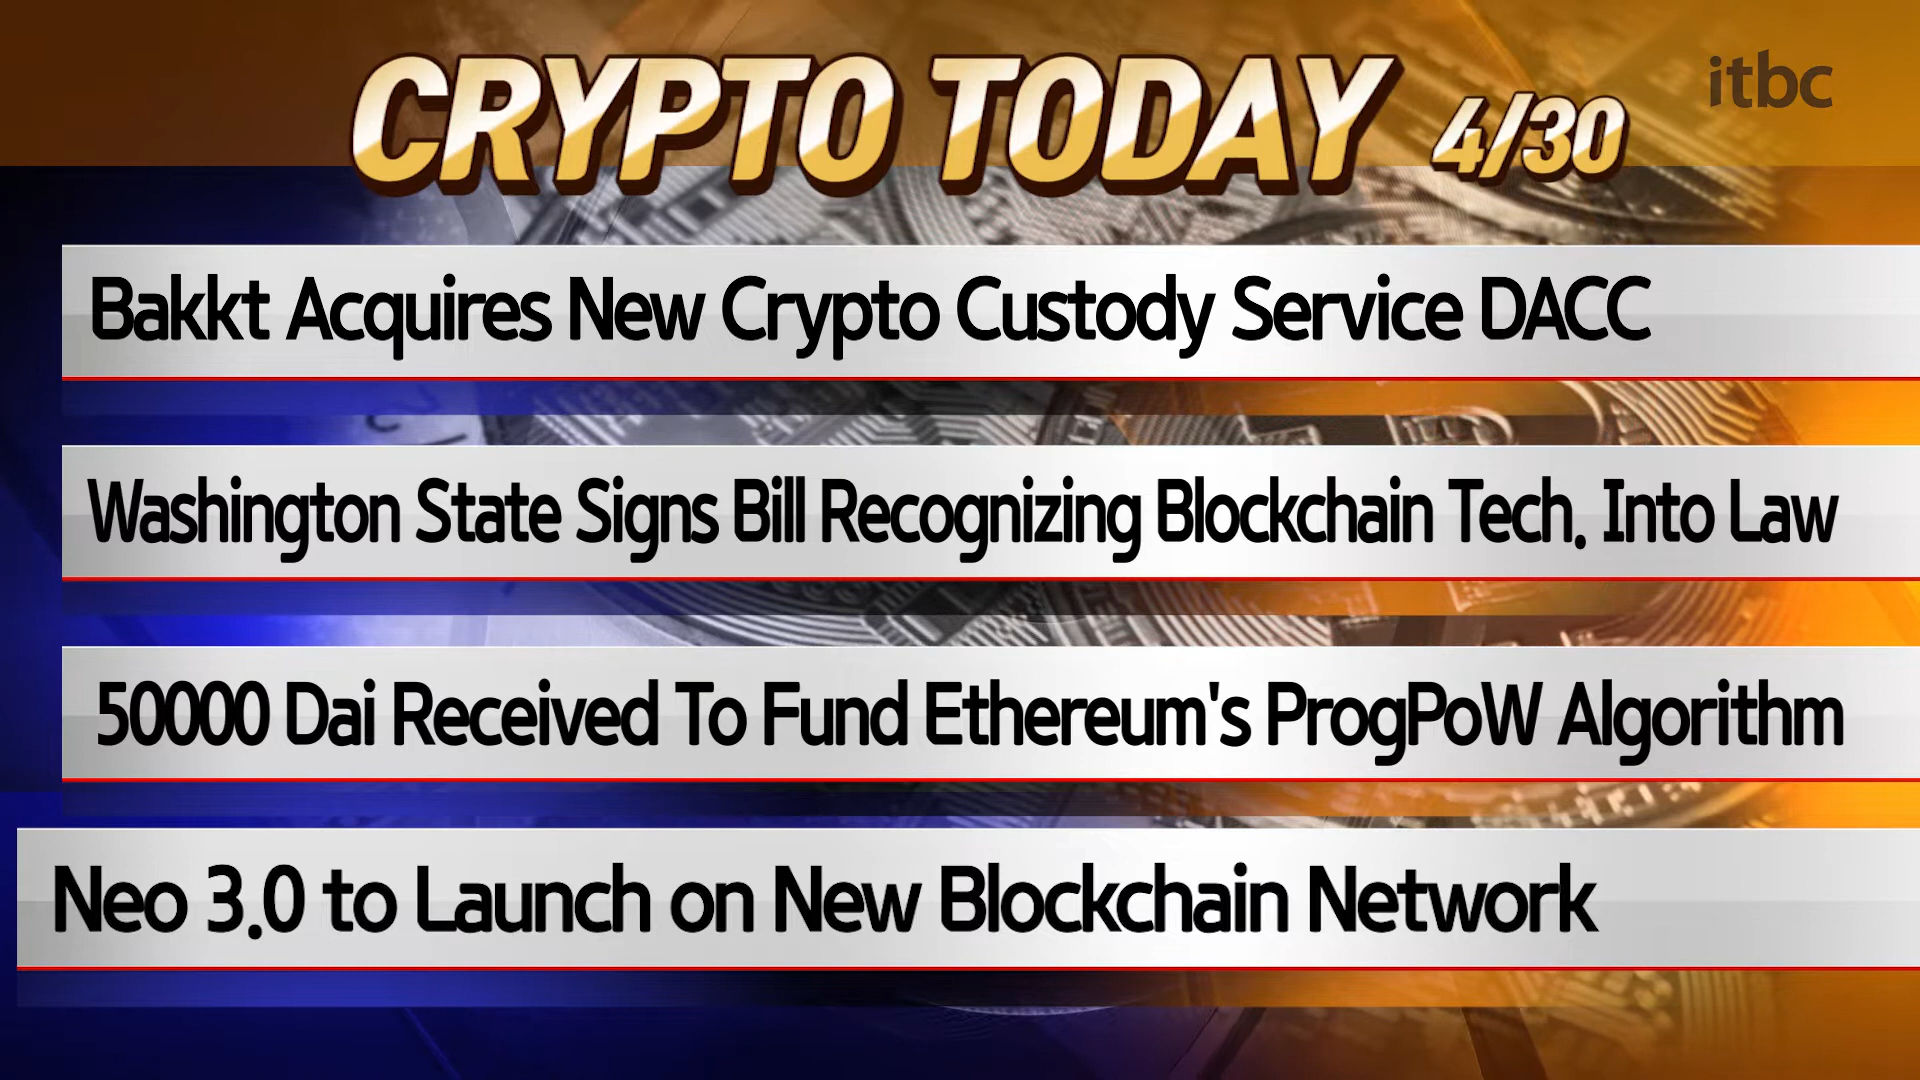 CRYPTO TODAY 4/30
itbc
Bakkt Acquires New Crypto Custody Service DACC
Washington State Signs Bill Recognizing Blockchain Tech. Into Law
50000 Dai Received To Fund Ethereum's ProgPoW Algorithm
Neo 3.0 to Launch on New Blockchain Network